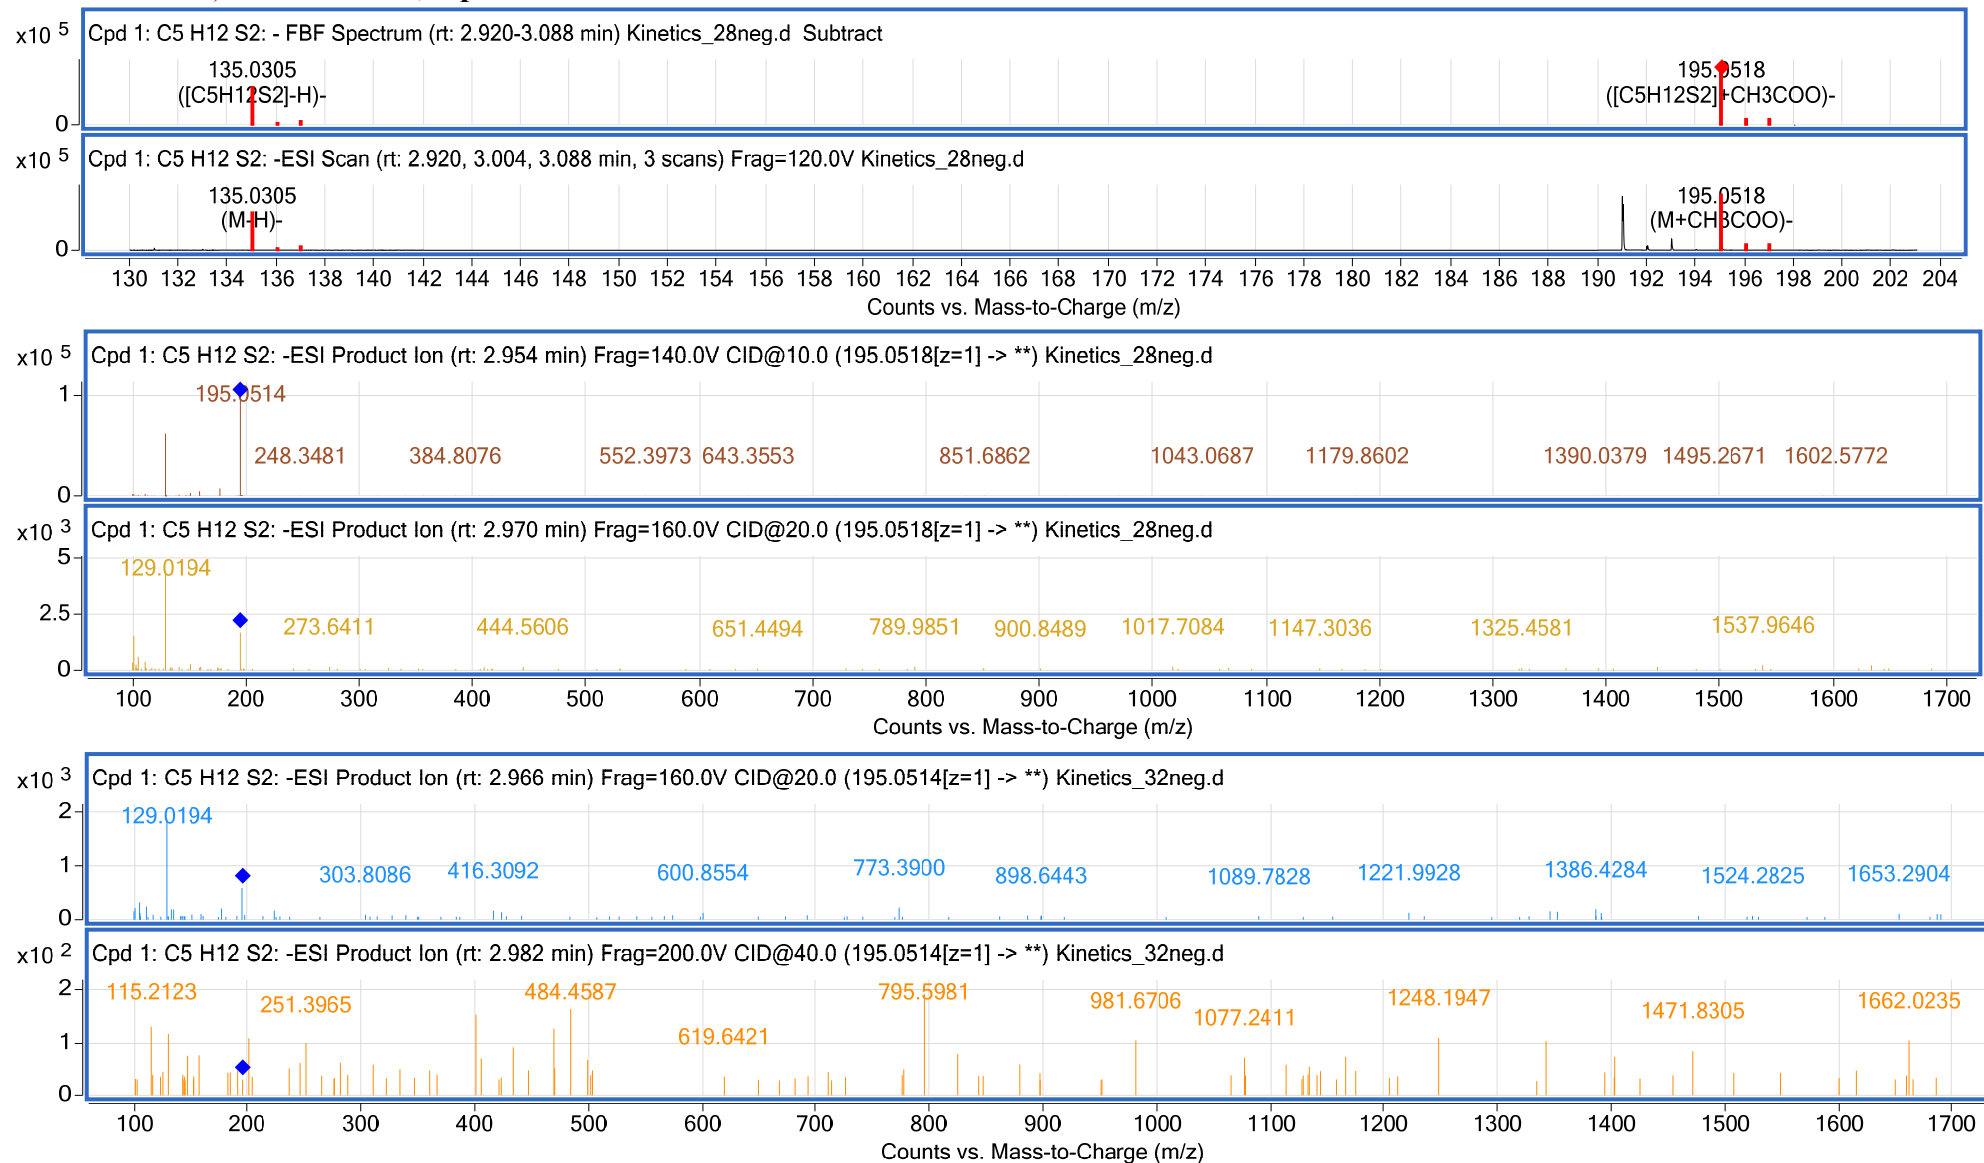 x10 5
Cpd 1: C5 H12 S2: - FBF Spectrum (rt: 2.920-3.088 min) Kinetics_28neg.d Subtract
135.0305
([C5H12S2]-H)-
195.0518
([C5H12S2]+CH3COO)-
0
x10 5
Cpd 1: C5 H12 S2: -ESI Scan (rt: 2.920, 3.004, 3.088 min, 3 scans) Frag=120.0V Kinetics_28neg.d
135.0305
(M-H)-
195.0518
(M+CH3COO)-
0
130 132 134 136 138 140 142 144 146 148 150 152 154 156 158 160 162 164 166 168 170 172 174 176 178 180 182 184 186 188 190 192 194 196 198 200 202 204
Counts vs. Mass-to-Charge (m/z)
x10 5
Cpd 1: C5 H12 S2: -ESI Product Ion (rt: 2.954 min) Frag=140.0V CID@10.0 (195.0518[z=1] -> **) Kinetics_28neg.d
1
195.0514
248.3481 384.8076 552.3973 643.3553 851.6862 1043.0687 1179.8602 1390.0379 1495.2671 1602.5772
0
x10 3
Cpd 1: C5 H12 S2: -ESI Product Ion (rt: 2.970 min) Frag=160.0V CID@20.0 (195.0518[z=1] -> **) Kinetics_28neg.d
5
129.0194
2.5
273.6411 444.5606 651.4494 789.9851 900.8489 1017.7084 1147.3036 1325.4581 1537.9646
0
100 200 300 400 500 600 700 800 900 1000 1100 1200 1300 1400 1500 1600 1700
Counts vs. Mass-to-Charge (m/z)
x10 3
Cpd 1: C5 H12 S2: -ESI Product Ion (rt: 2.966 min) Frag=160.0V CID@20.0 (195.0514[z=1] -> **) Kinetics_32neg.d
2
129.0194
1
303.8086 416.3092 600.8554 773.3900 898.6443 1089.7828 1221.9928 1386.4284 1524.2825 1653.2904
0
x10 2
Cpd 1: C5 H12 S2: -ESI Product Ion (rt: 2.982 min) Frag=200.0V CID@40.0 (195.0514[z=1] -> **) Kinetics_32neg.d
2
115.2123 251.3965 484.4587 619.6421 795.5981 981.6706 1077.2411 1248.1947 1471.8305 1662.0235
1
0
100 200 300 400 500 600 700 800 900 1000 1100 1200 1300 1400 1500 1600 1700
Counts vs. Mass-to-Charge (m/z)